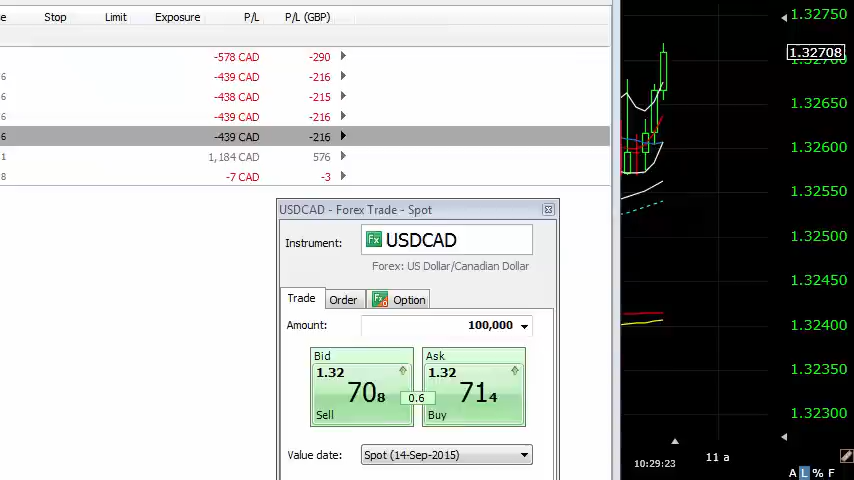 e Stop Limit Exposure P/L P/L (GBP)
-578 CAD -290
6 -439 CAD -216
6 -438 CAD -215
6 -439 CAD -216
6 -439 CAD -216
1 1,184 CAD 576
8 -7 CAD -3
USDCAD - Forex Trade - Spot
Instrument: Fx USDCAD
Forex: US Dollar/Canadian Dollar
Trade Order Fx Option
Amount: 100,000
Bid Ask
1.32 1.32
708 714
0.6
Sell Buy
Value date: Spot (14-Sep-2015)
1.32750
1.32708
1.32650
1.32600
1.32550
1.32500
1.32450
1.32400
1.32350
1.32300
10:29:23 11 a
A L % F